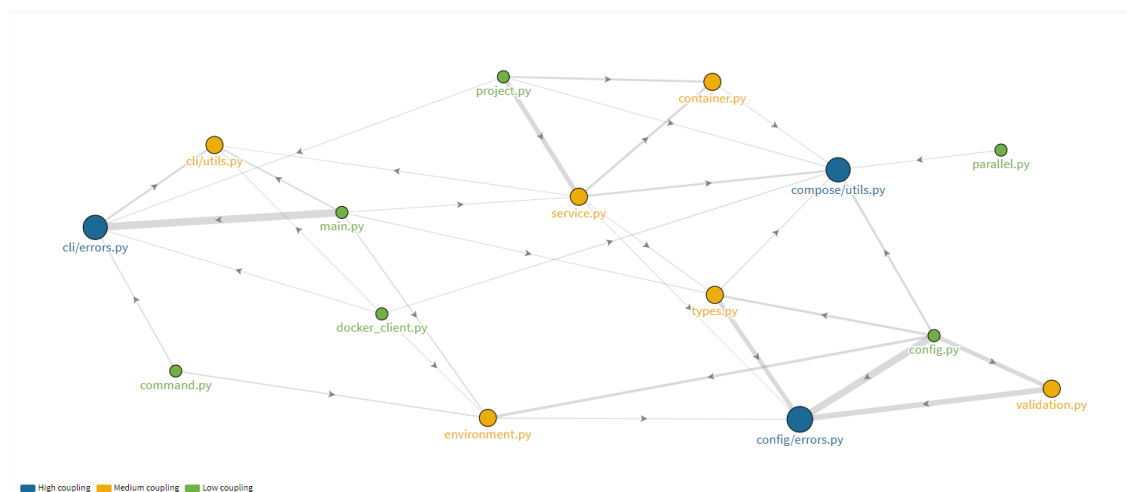 project.py
container.py
cli/utils.py
parallel.py
compose/utils.py
service.py
main.py
cli/errors.py
types.py
docker_client.py
config.py
command.py
validation.py
environment.py
config/errors.py
High coupling Medium coupling Low coupling